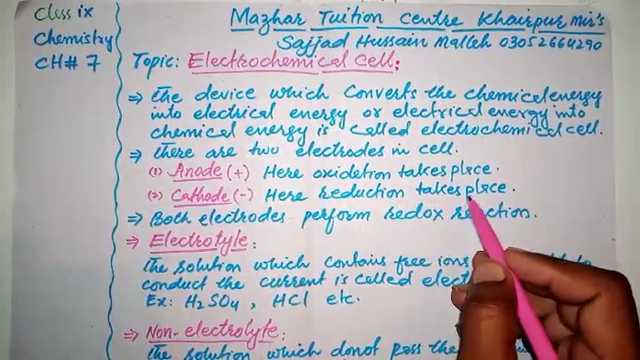 Class ix
Chemistry
CH# 7
Mazhar Tuition Centre Khairpur mir's
Sajjad Hussain Malleh 03052664290
Topic: Electrochemical Cell:
⇒ the device which converts the chemical energy
into electrical energy or electrical energy into
chemical energy is called electrochemical cell.
⇒ there are two electrodes in cell.
(1) Anode (+) Here oxidetion takes place.
(2) Cathode (-) Here reduction takes place.
⇒ Both electrodes perform redox reaction.
⇒ Electrolyte:
the solution which contains free ions to
conduct the current is called
Ex: H₂SO₄, HCl etc.
⇒ Non-electrolyte:
the solution which donot pass the